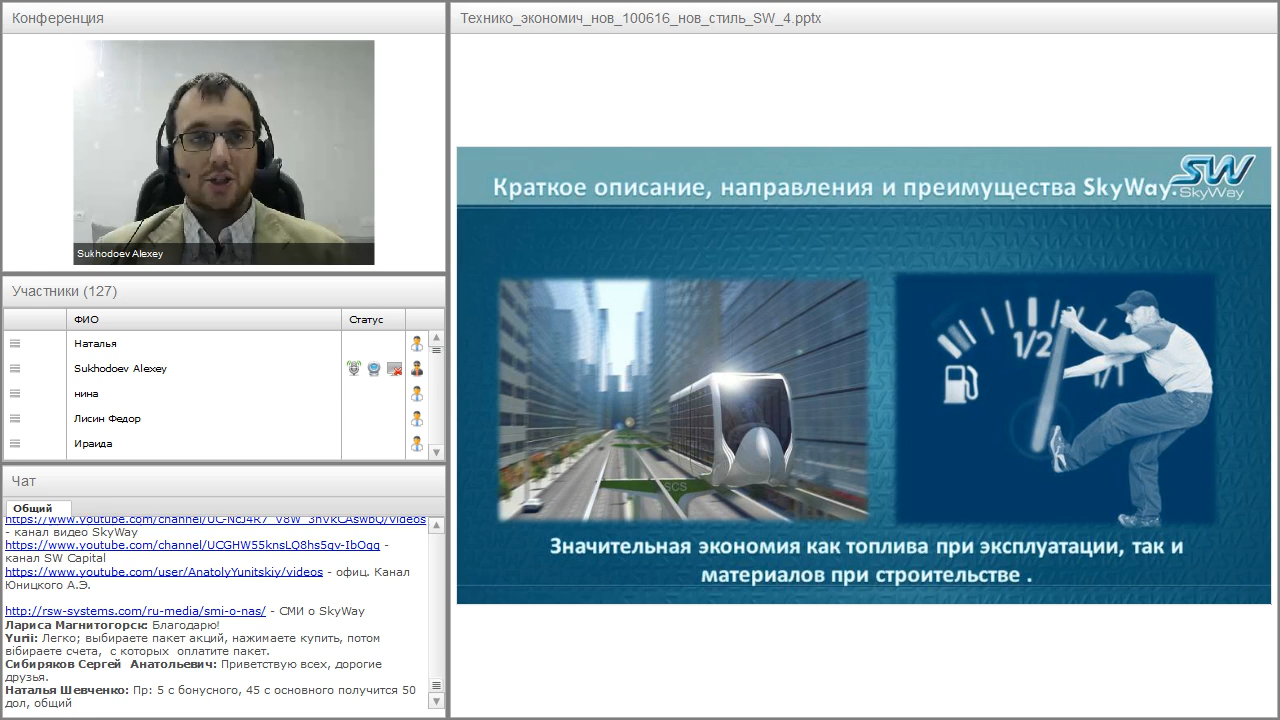 Конференция
Sukhodoev Alexey
Участники (127)
ФИО
Статус
Наталья
Sukhodoev Alexey
нина
Лисин Федор
Ираида
Чат
Общий
- канал видео SkyWay
https://www.youtube.com/channel/UCGHW55knsLQ8hs5gv-IbOgg -
канал SW Capital
https://www.youtube.com/user/AnatolyYunitskiy/videos - офиц. Канал
Юницкого А.Э.
http://rsw-systems.com/ru-media/smi-o-nas/ - СМИ о SkyWay
Лариса Магнитогорск: Благодарю!
Yurii: Легко; выбираете пакет акций, нажимаете купить, потом
вібираете счета, с которых оплатите пакет.
Сибиряков Сергей Анатольевич: Приветствую всех, дорогие
друзья.
Наталья Шевченко: Пр: 5 с бонусного, 45 с основного получится 50
дол, общий
Технико_экономич_нов_100616_нов_стиль_SW_4.pptx
Краткое описание, направления и преимущества SkyWay.
SW
SkyWay
SCS
1/2
1/1
Значительная экономия как топлива при эксплуатации, так и
материалов при строительстве .